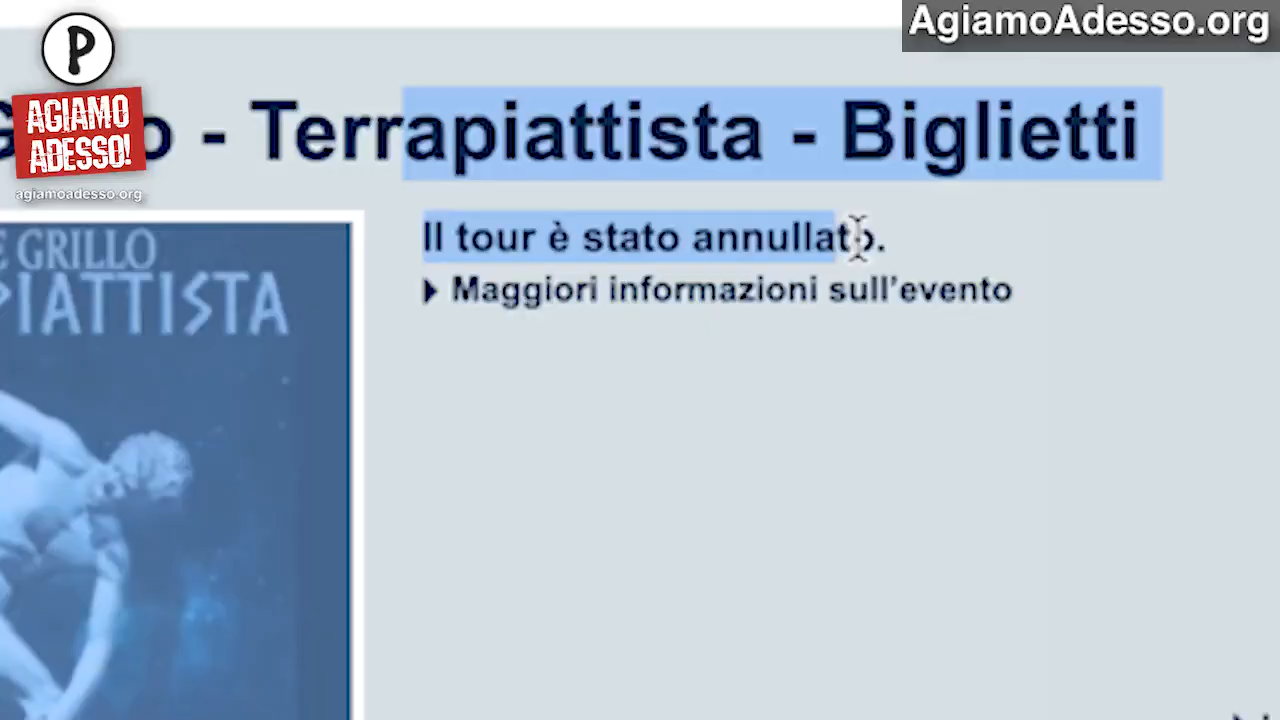 AgiamoAdesso.org
P
AGIAMO
ADESSO!
agiamoadesso.org
- Terrapiattista - Biglietti
Il tour è stato annullato.
Maggiori informazioni sull'evento
GRILLO
PIATTISTA